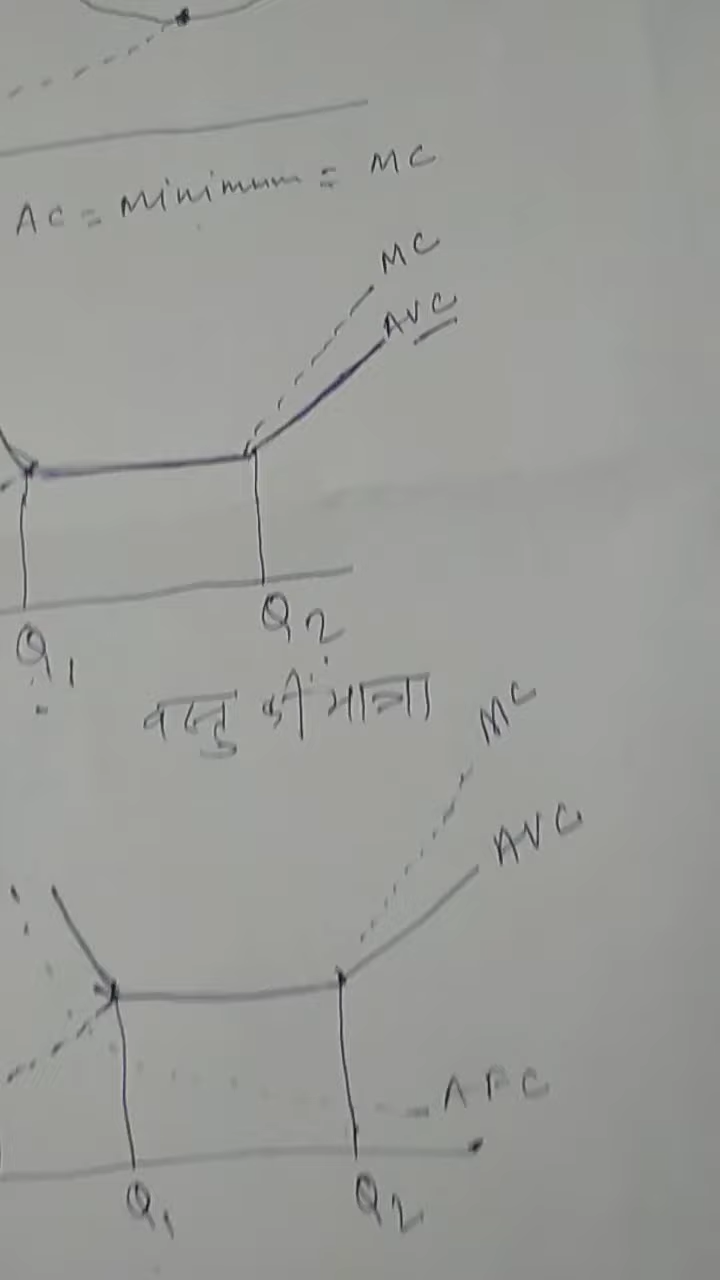 AC = Minimum = MC
MC
AVC
Q1
Q2
वस्तु की मात्रा
MC
AVC
AFC
Q1
Q2